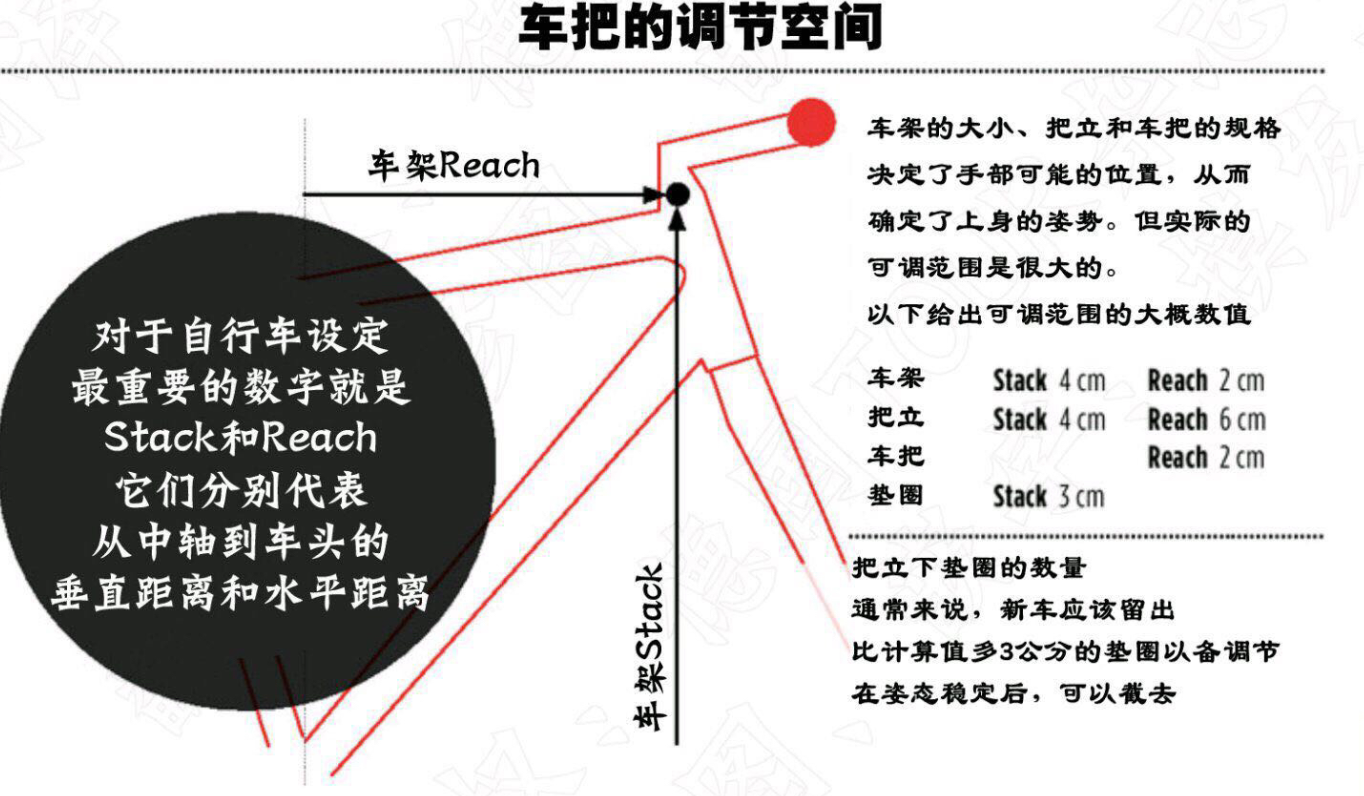 车把的调节空间
车架Reach
车架的大小、把立和车把的规格
决定了手部可能的位置，从而
确定了上身的姿势。但实际的
可调范围是很大的。
以下给出可调范围的大概数值
对于自行车设定
最重要的数字就是
Stack和Reach
它们分别代表
从中轴到车头的
垂直距离和水平距离
车架Stack
车架 Stack 4 cm Reach 2 cm
把立 Stack 4 cm Reach 6 cm
车把 Reach 2 cm
垫圈 Stack 3 cm
把立下垫圈的数量
通常来说，新车应该留出
比计算值多3公分的垫圈以备调节
在姿态稳定后，可以截去